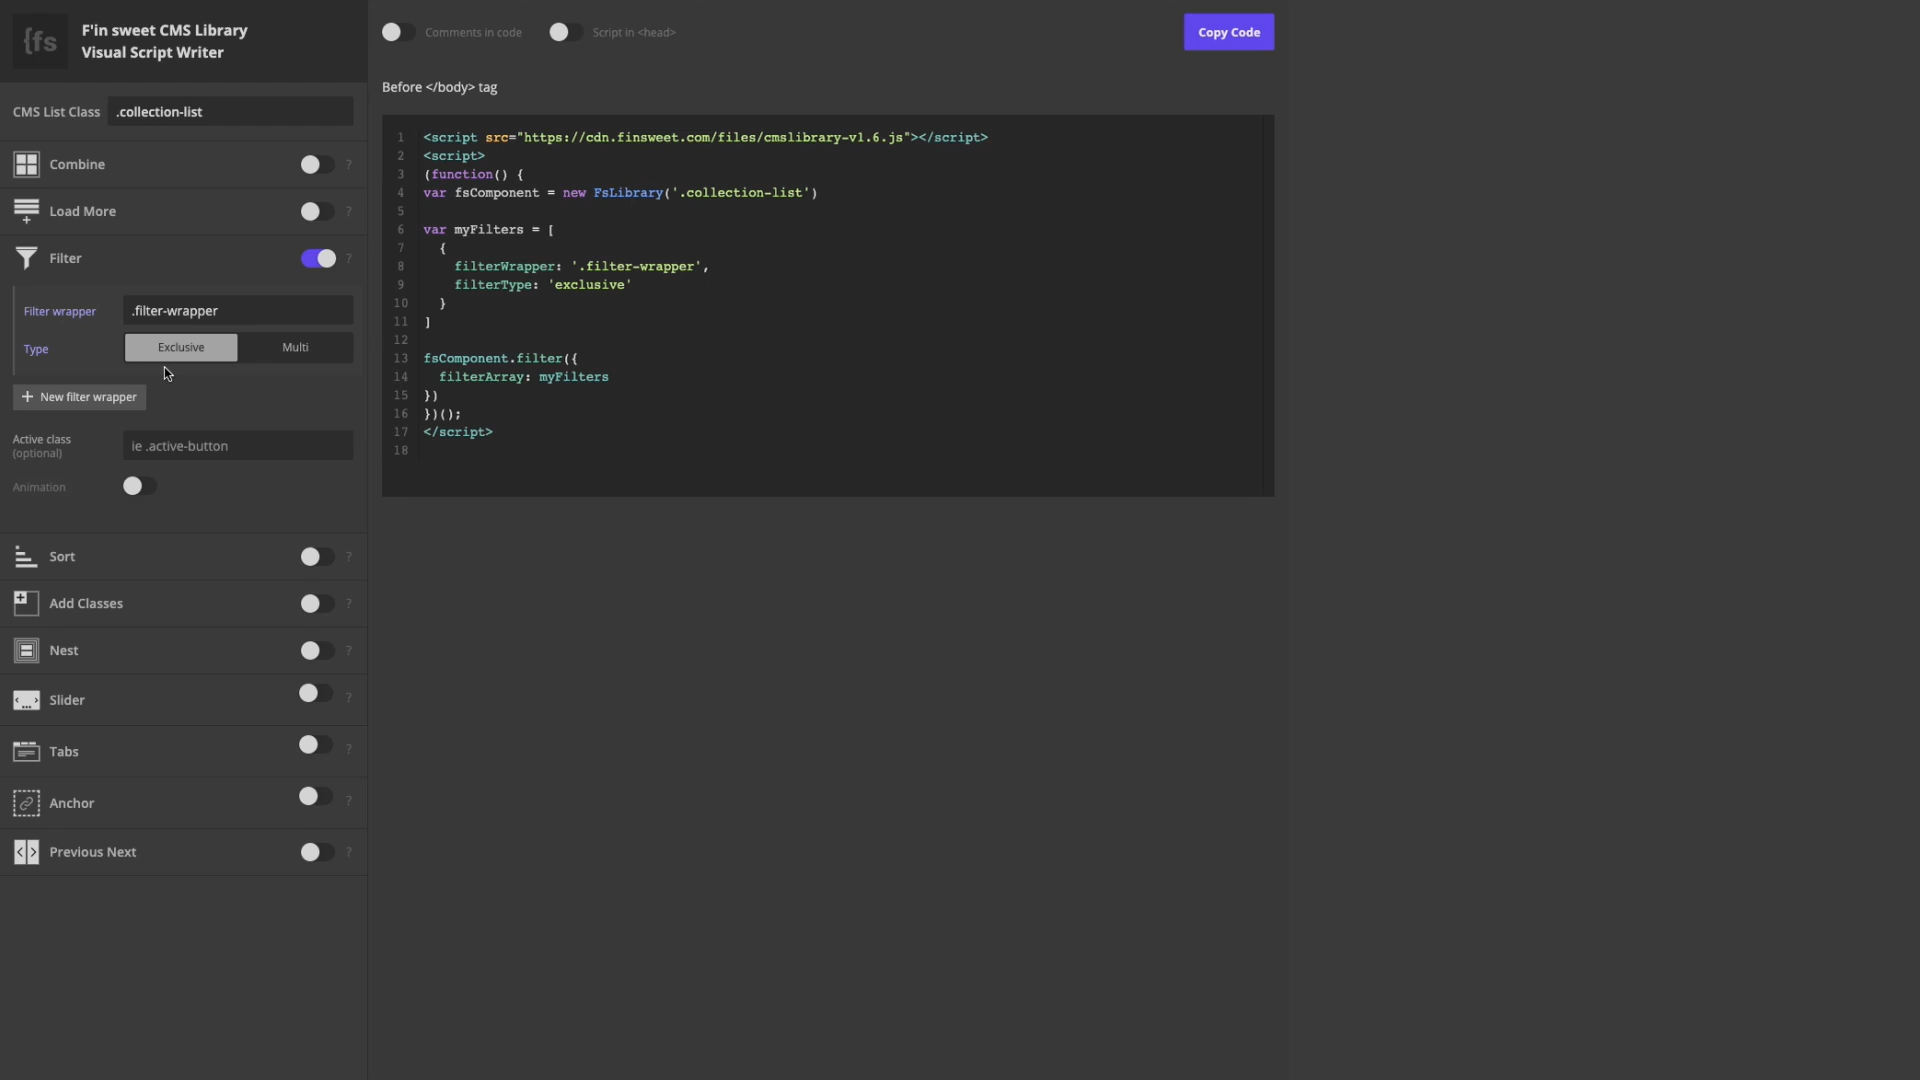 {fs
F'in sweet CMS Library
Visual Script Writer
CMS List Class
.collection-list
Combine
?
Load More
?
Filter
?
Filter wrapper
.filter-wrapper
Type
Exclusive
Multi
+ New filter wrapper
Active class
(optional)
ie .active-button
Animation
Sort
?
Add Classes
?
Nest
?
Slider
?
Tabs
?
Anchor
?
Previous Next
?
Comments in code
Script in <head>
Copy Code
Before </body> tag
1 <script src="https://cdn.finsweet.com/files/cmslibrary-v1.6.js"></script>
2 <script>
3 (function() {
4 var fsComponent = new FsLibrary('.collection-list')
5
6 var myFilters = [
7 {
8 filterWrapper: '.filter-wrapper',
9 filterType: 'exclusive'
10 }
11 ]
12
13 fsComponent.filter({
14 filterArray: myFilters
15 })
16 })();
17 </script>
18